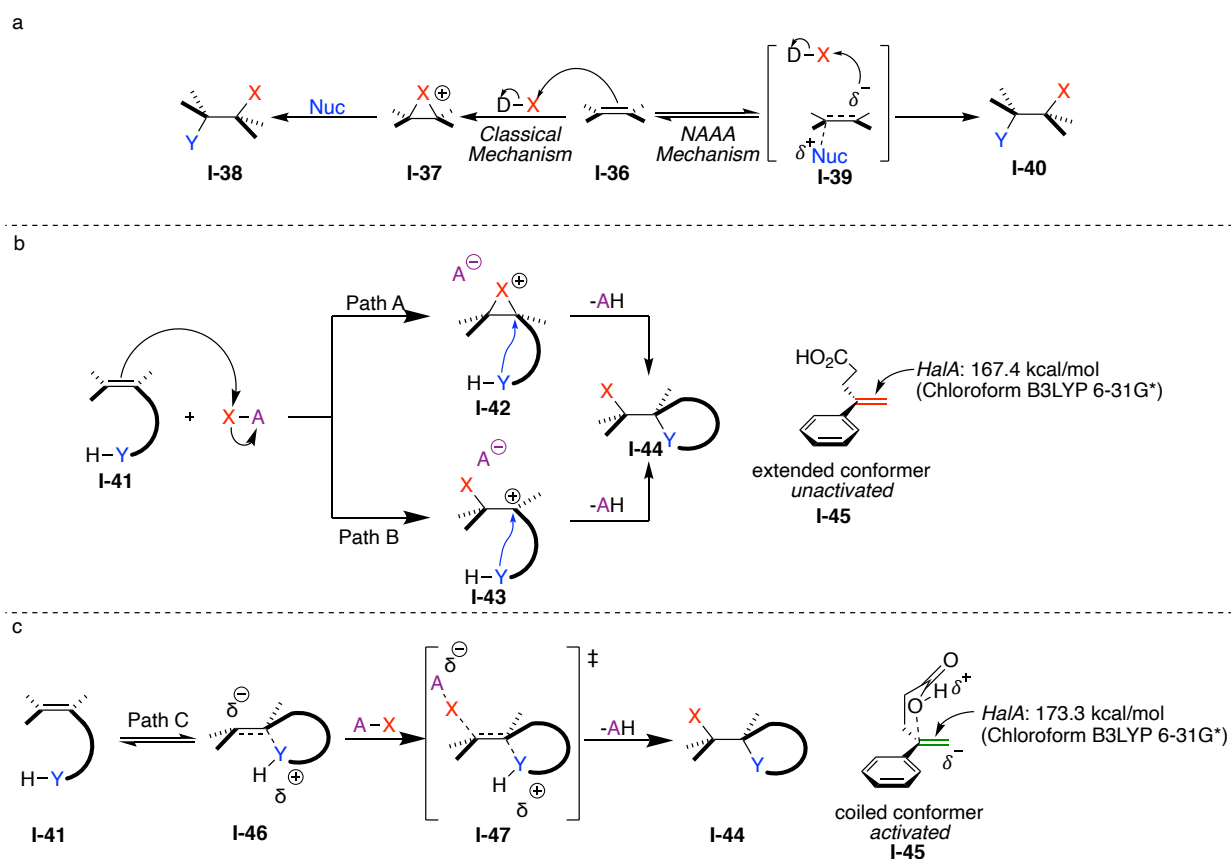 a
X
Y
I-38
Nuc
X
⊕
I-37
D–X
Classical
Mechanism
I-36
NAAA
Mechanism
D–X
δ−
δ+
Nuc
I-39
X
Y
I-40
b
H–Y
I-41
+
X–A
Path A
Path B
A⊖
X
⊕
H–Y
I-42
-AH
A⊖
X
⊕
H–Y
I-43
-AH
X
Y
I-44
HO2C
HalA: 167.4 kcal/mol
(Chloroform B3LYP 6-31G*)
extended conformer
unactivated
I-45
c
H–Y
I-41
Path C
δ⊖
Y
H
⊕
δ
I-46
A–X
δ⊖
A
X
Y
H
⊕
δ
‡
I-47
-AH
X
Y
I-44
O
H δ+
O
δ−
HalA: 173.3 kcal/mol
(Chloroform B3LYP 6-31G*)
coiled conformer
activated
I-45